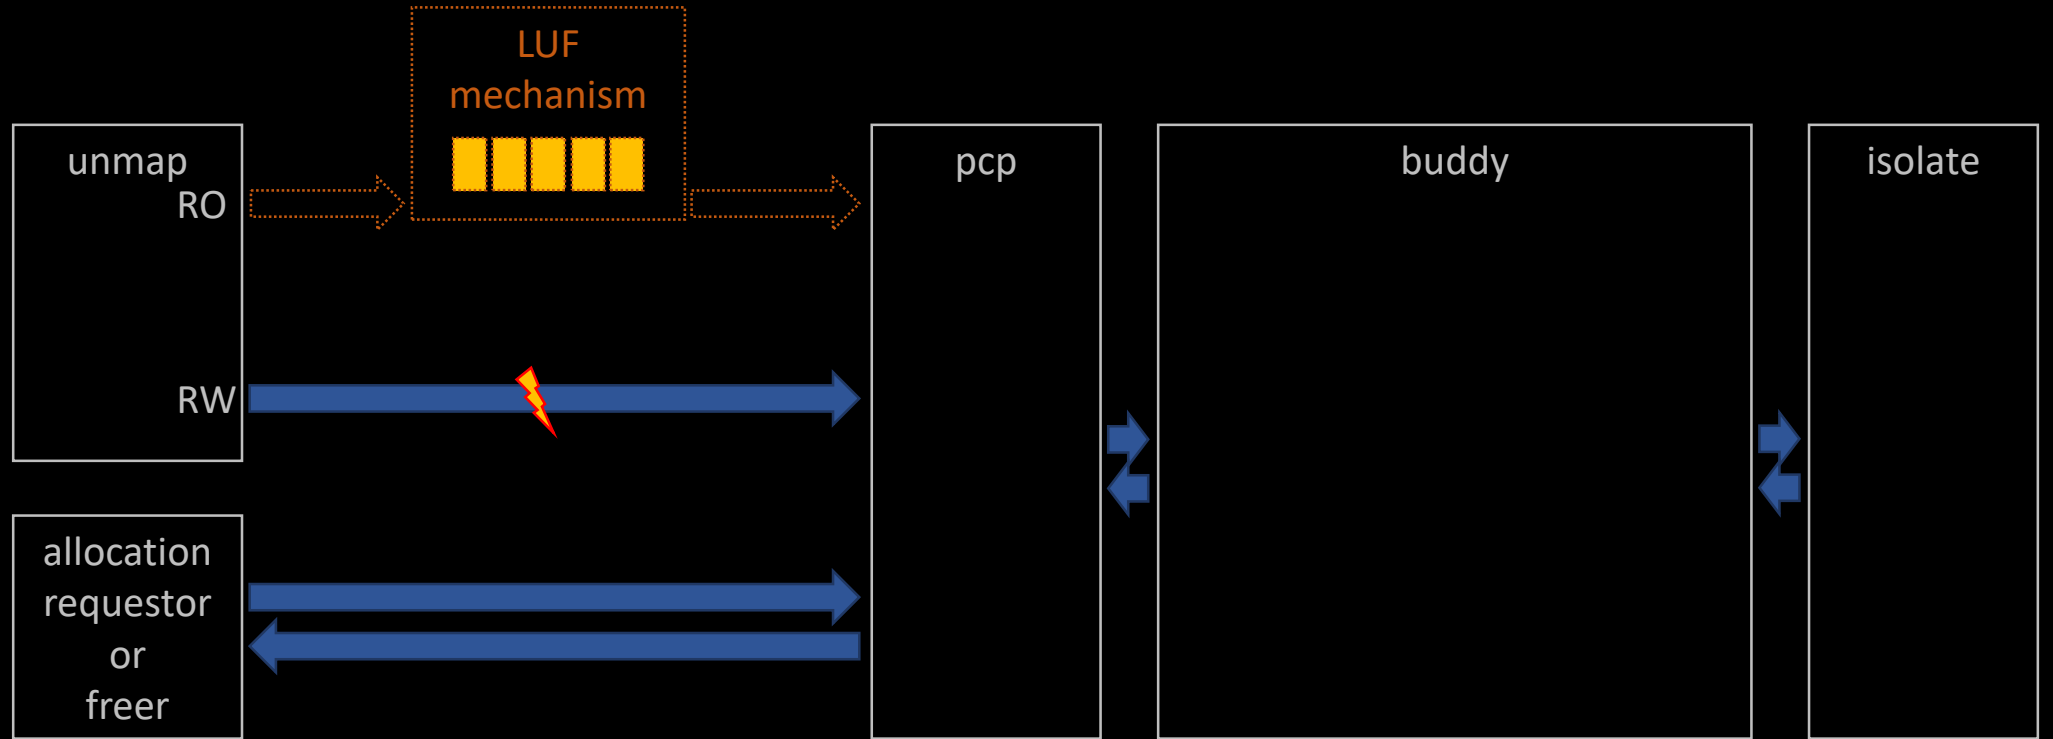 LUF
mechanism
unmap
RO
RW
pcp
buddy
isolate
allocation
requestor
or
freer